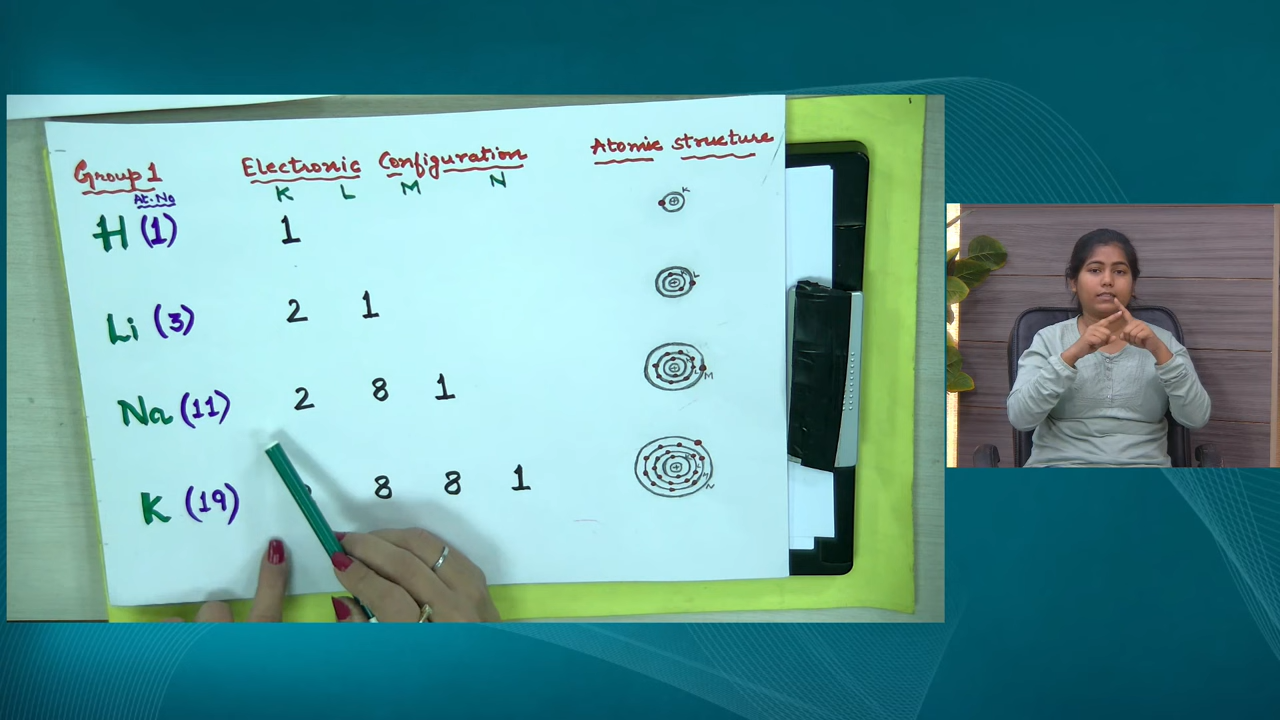 Group 1 Electronic Configuration Atomic structure
At. No K L M N
H (1) 1 K
Li (3) 2 1 L
Na (11) 2 8 1 M
K (19) 8 8 1 N